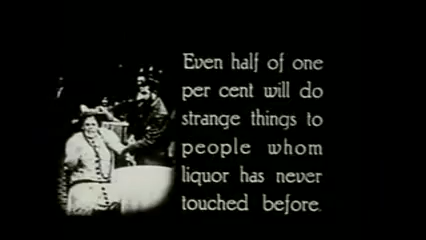 Even half of one
per cent will do
strange things to
people whom
liquor has never
touched before.